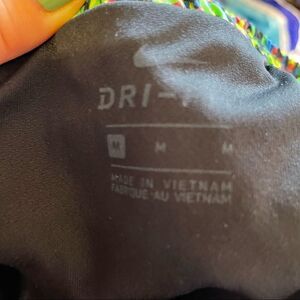 DRI-F
M M M
MADE IN VIETNAM
FABRIQUÉ AU VIETNAM